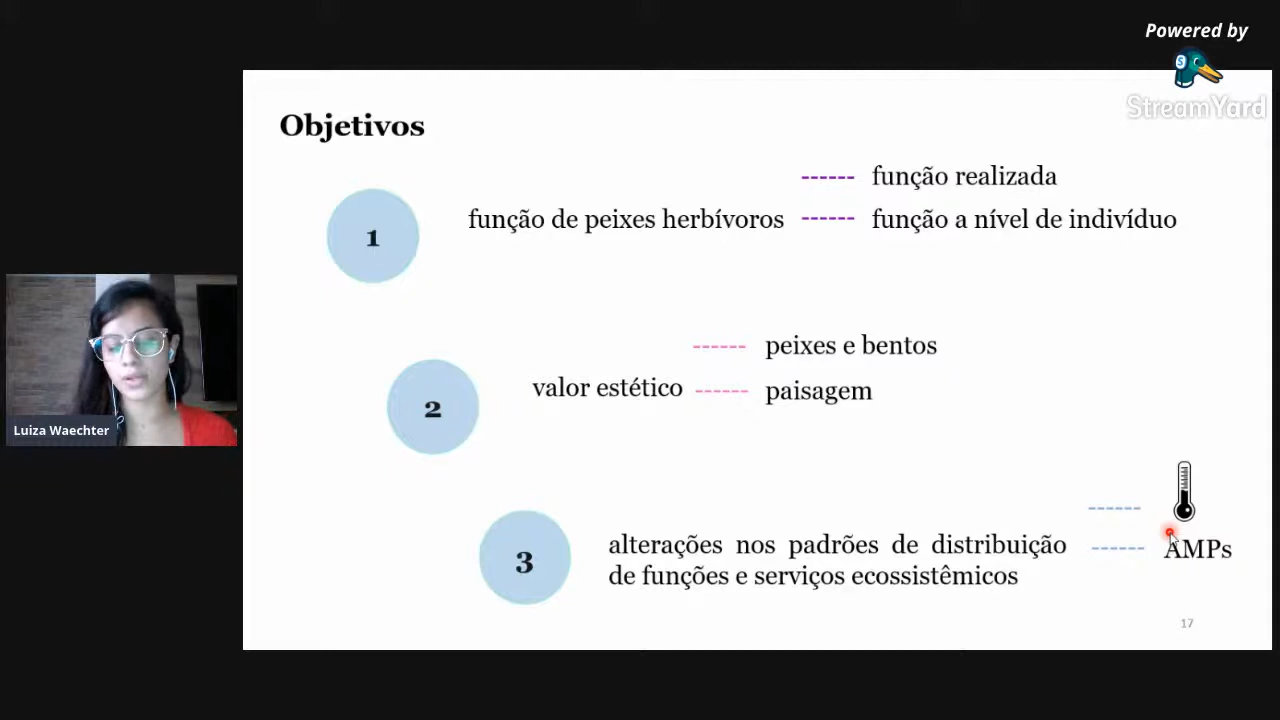 Powered by
StreamYard
Objetivos
1
função de peixes herbívoros
------ função realizada
------ função a nível de indivíduo
2
valor estético
------ peixes e bentos
------ paisagem
3
alterações nos padrões de distribuição
de funções e serviços ecossistêmicos
------
------ AMPs
17
Luiza Waechter